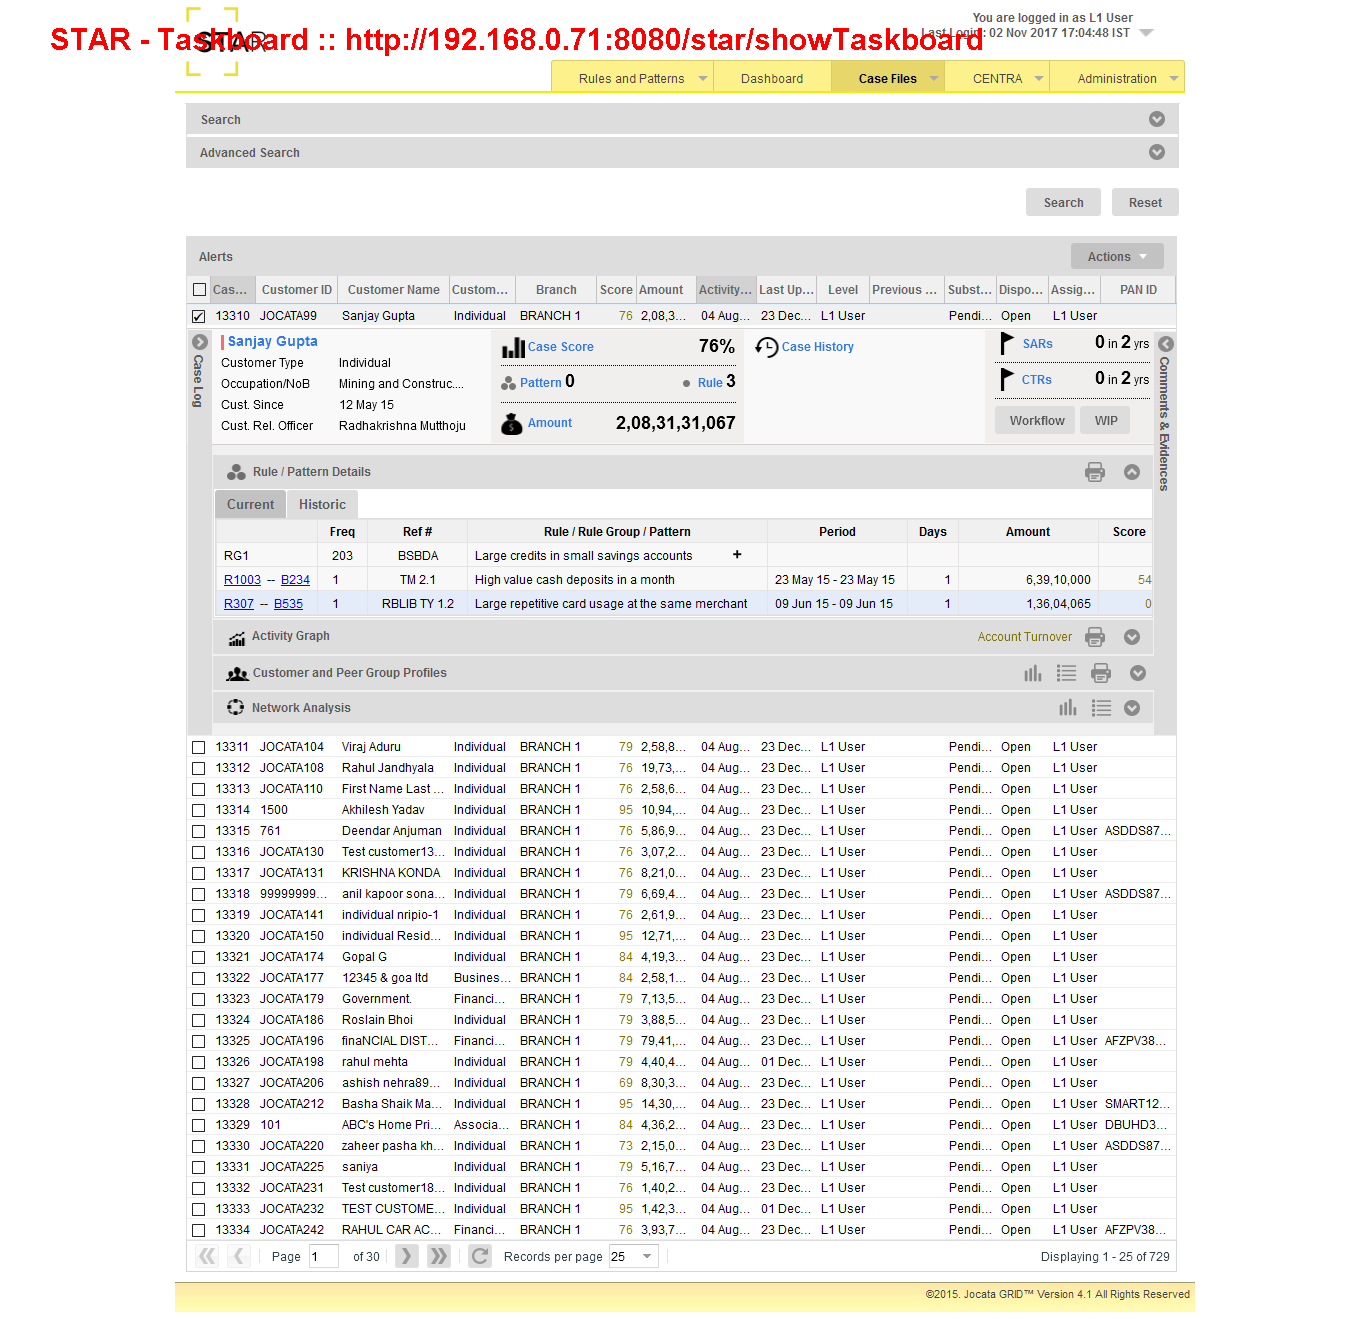 You are logged in as L1 User
STAR
STAR - Taskboard :: http://192.168.0.71:8080/star/showTaskboard
Last Login : 02 Nov 2017 17:04:48 IST
Rules and Patterns Dashboard Case Files CENTRA Administration
Search
Advanced Search
Search Reset
Alerts Actions
Cas... Customer ID Customer Name Custom... Branch Score Amount Activity... Last Up... Level Previous ... Subst... Dispo... Assig... PAN ID
13310 JOCATA99 Sanjay Gupta Individual BRANCH 1 76 2,08,3... 04 Aug... 23 Dec... L1 User Pendi... Open L1 User
Case Log
Sanjay Gupta
Customer Type Individual
Occupation/NoB Mining and Construc....
Cust. Since 12 May 15
Cust. Rel. Officer Radhakrishna Mutthoju
Case Score 76%
Pattern 0 Rule 3
Amount 2,08,31,31,067
Case History
SARs 0 in 2 yrs
CTRs 0 in 2 yrs
Workflow WIP
Comments & Evidences
Rule / Pattern Details
Current Historic
Freq Ref # Rule / Rule Group / Pattern Period Days Amount Score
RG1 203 BSBDA Large credits in small savings accounts +
R1003 -- B234 1 TM 2.1 High value cash deposits in a month 23 May 15 - 23 May 15 1 6,39,10,000 54
R307 -- B535 1 RBLIB TY 1.2 Large repetitive card usage at the same merchant 09 Jun 15 - 09 Jun 15 1 1,36,04,065 0
Activity Graph Account Turnover
Customer and Peer Group Profiles
Network Analysis
13311 JOCATA104 Viraj Aduru Individual BRANCH 1 79 2,58,8... 04 Aug... 23 Dec... L1 User Pendi... Open L1 User
13312 JOCATA108 Rahul Jandhyala Individual BRANCH 1 76 19,73,... 04 Aug... 23 Dec... L1 User Pendi... Open L1 User
13313 JOCATA110 First Name Last ... Individual BRANCH 1 76 2,58,6... 04 Aug... 23 Dec... L1 User Pendi... Open L1 User
13314 1500 Akhilesh Yadav Individual BRANCH 1 95 10,94,... 04 Aug... 23 Dec... L1 User Pendi... Open L1 User
13315 761 Deendar Anjuman Individual BRANCH 1 76 5,86,9... 04 Aug... 23 Dec... L1 User Pendi... Open L1 User ASDDS87...
13316 JOCATA130 Test customer13... Individual BRANCH 1 76 3,07,2... 04 Aug... 23 Dec... L1 User Pendi... Open L1 User
13317 JOCATA131 KRISHNA KONDA Individual BRANCH 1 76 8,21,0... 04 Aug... 23 Dec... L1 User Pendi... Open L1 User
13318 99999999... anil kapoor sona... Individual BRANCH 1 79 6,69,4... 04 Aug... 23 Dec... L1 User Pendi... Open L1 User ASDDS87...
13319 JOCATA141 individual nripio-1 Individual BRANCH 1 76 2,61,9... 04 Aug... 23 Dec... L1 User Pendi... Open L1 User
13320 JOCATA150 individual Resid... Individual BRANCH 1 95 12,71,... 04 Aug... 23 Dec... L1 User Pendi... Open L1 User
13321 JOCATA174 Gopal G Individual BRANCH 1 84 4,19,3... 04 Aug... 23 Dec... L1 User Pendi... Open L1 User
13322 JOCATA177 12345 & goa ltd Busines... BRANCH 1 84 2,58,1... 04 Aug... 23 Dec... L1 User Pendi... Open L1 User
13323 JOCATA179 Government. Financi... BRANCH 1 79 7,13,5... 04 Aug... 23 Dec... L1 User Pendi... Open L1 User
13324 JOCATA186 Roslain Bhoi Individual BRANCH 1 79 3,88,5... 04 Aug... 23 Dec... L1 User Pendi... Open L1 User
13325 JOCATA196 finaNCIAL DIST... Financi... BRANCH 1 79 79,41,... 04 Aug... 23 Dec... L1 User Pendi... Open L1 User AFZPV38...
13326 JOCATA198 rahul mehta Individual BRANCH 1 79 4,40,4... 04 Aug... 01 Dec... L1 User Pendi... Open L1 User
13327 JOCATA206 ashish nehra89... Individual BRANCH 1 69 8,30,3... 04 Aug... 23 Dec... L1 User Pendi... Open L1 User
13328 JOCATA212 Basha Shaik Ma... Individual BRANCH 1 95 14,30,... 04 Aug... 23 Dec... L1 User Pendi... Open L1 User SMART12...
13329 101 ABC's Home Pri... Associa... BRANCH 1 84 4,36,2... 04 Aug... 23 Dec... L1 User Pendi... Open L1 User DBUHD3...
13330 JOCATA220 zaheer pasha kh... Individual BRANCH 1 73 2,15,0... 04 Aug... 23 Dec... L1 User Pendi... Open L1 User ASDDS87...
13331 JOCATA225 saniya Individual BRANCH 1 79 5,16,7... 04 Aug... 23 Dec... L1 User Pendi... Open L1 User
13332 JOCATA231 Test customer18... Individual BRANCH 1 76 1,40,2... 04 Aug... 23 Dec... L1 User Pendi... Open L1 User
13333 JOCATA232 TEST CUSTOME... Individual BRANCH 1 95 1,42,3... 04 Aug... 01 Dec... L1 User Pendi... Open L1 User
13334 JOCATA242 RAHUL CAR AC... Financi... BRANCH 1 76 3,93,7... 04 Aug... 23 Dec... L1 User Pendi... Open L1 User AFZPV38...
Page 1 of 30 Records per page 25 Displaying 1 - 25 of 729
©2015. Jocata GRID™ Version 4.1 All Rights Reserved